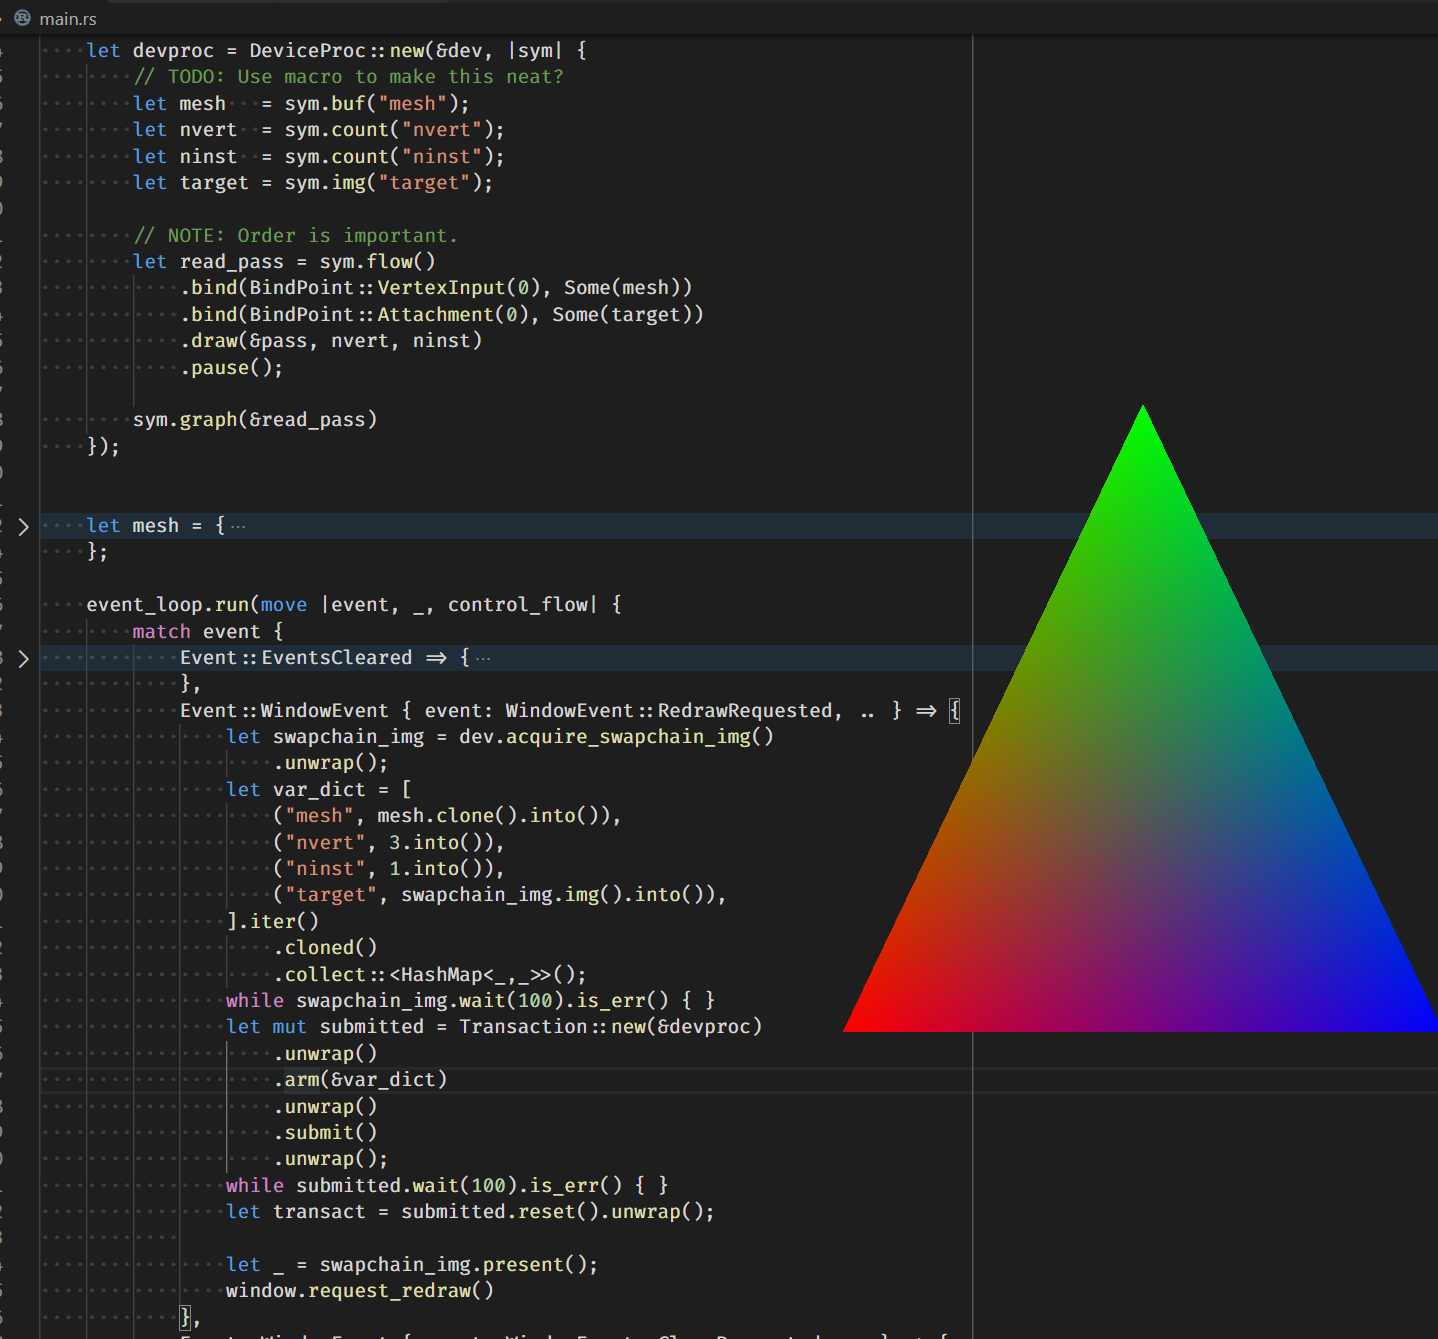 main.rs
let devproc = DeviceProc::new(&dev, |sym| {
// TODO: Use macro to make this neat?
let mesh = sym.buf("mesh");
let nvert = sym.count("nvert");
let ninst = sym.count("ninst");
let target = sym.img("target");
// NOTE: Order is important.
let read_pass = sym.flow()
.bind(BindPoint::VertexInput(0), Some(mesh))
.bind(BindPoint::Attachment(0), Some(target))
.draw(&pass, nvert, ninst)
.pause();
sym.graph(&read_pass)
});
let mesh = { ···
};
event_loop.run(move |event, _, control_flow| {
match event {
Event::EventsCleared => { ···
},
Event::WindowEvent { event: WindowEvent::RedrawRequested, .. } => {
let swapchain_img = dev.acquire_swapchain_img()
.unwrap();
let var_dict = [
("mesh", mesh.clone().into()),
("nvert", 3.into()),
("ninst", 1.into()),
("target", swapchain_img.img().into()),
].iter()
.cloned()
.collect::<HashMap<_,_>>();
while swapchain_img.wait(100).is_err() { }
let mut submitted = Transaction::new(&devproc)
.unwrap()
.arm(&var_dict)
.unwrap()
.submit()
.unwrap();
while submitted.wait(100).is_err() { }
let transact = submitted.reset().unwrap();
let _ = swapchain_img.present();
window.request_redraw()
},